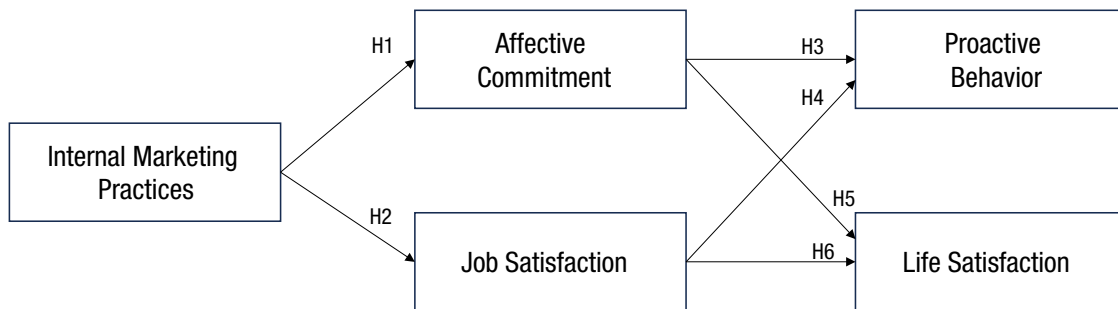 Internal Marketing
Practices
H1
H2
Affective
Commitment
Job Satisfaction
H3
H4
H5
H6
Proactive
Behavior
Life Satisfaction